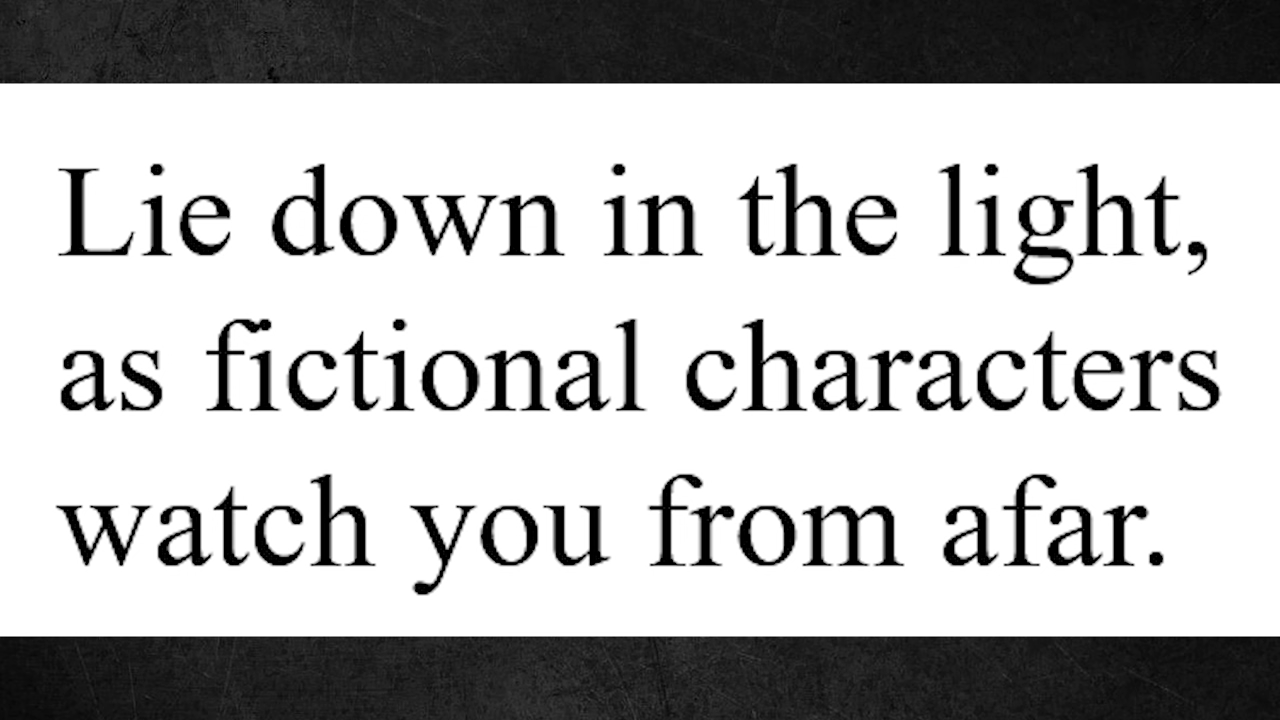 Lie down in the light,
as fictional characters
watch you from afar.